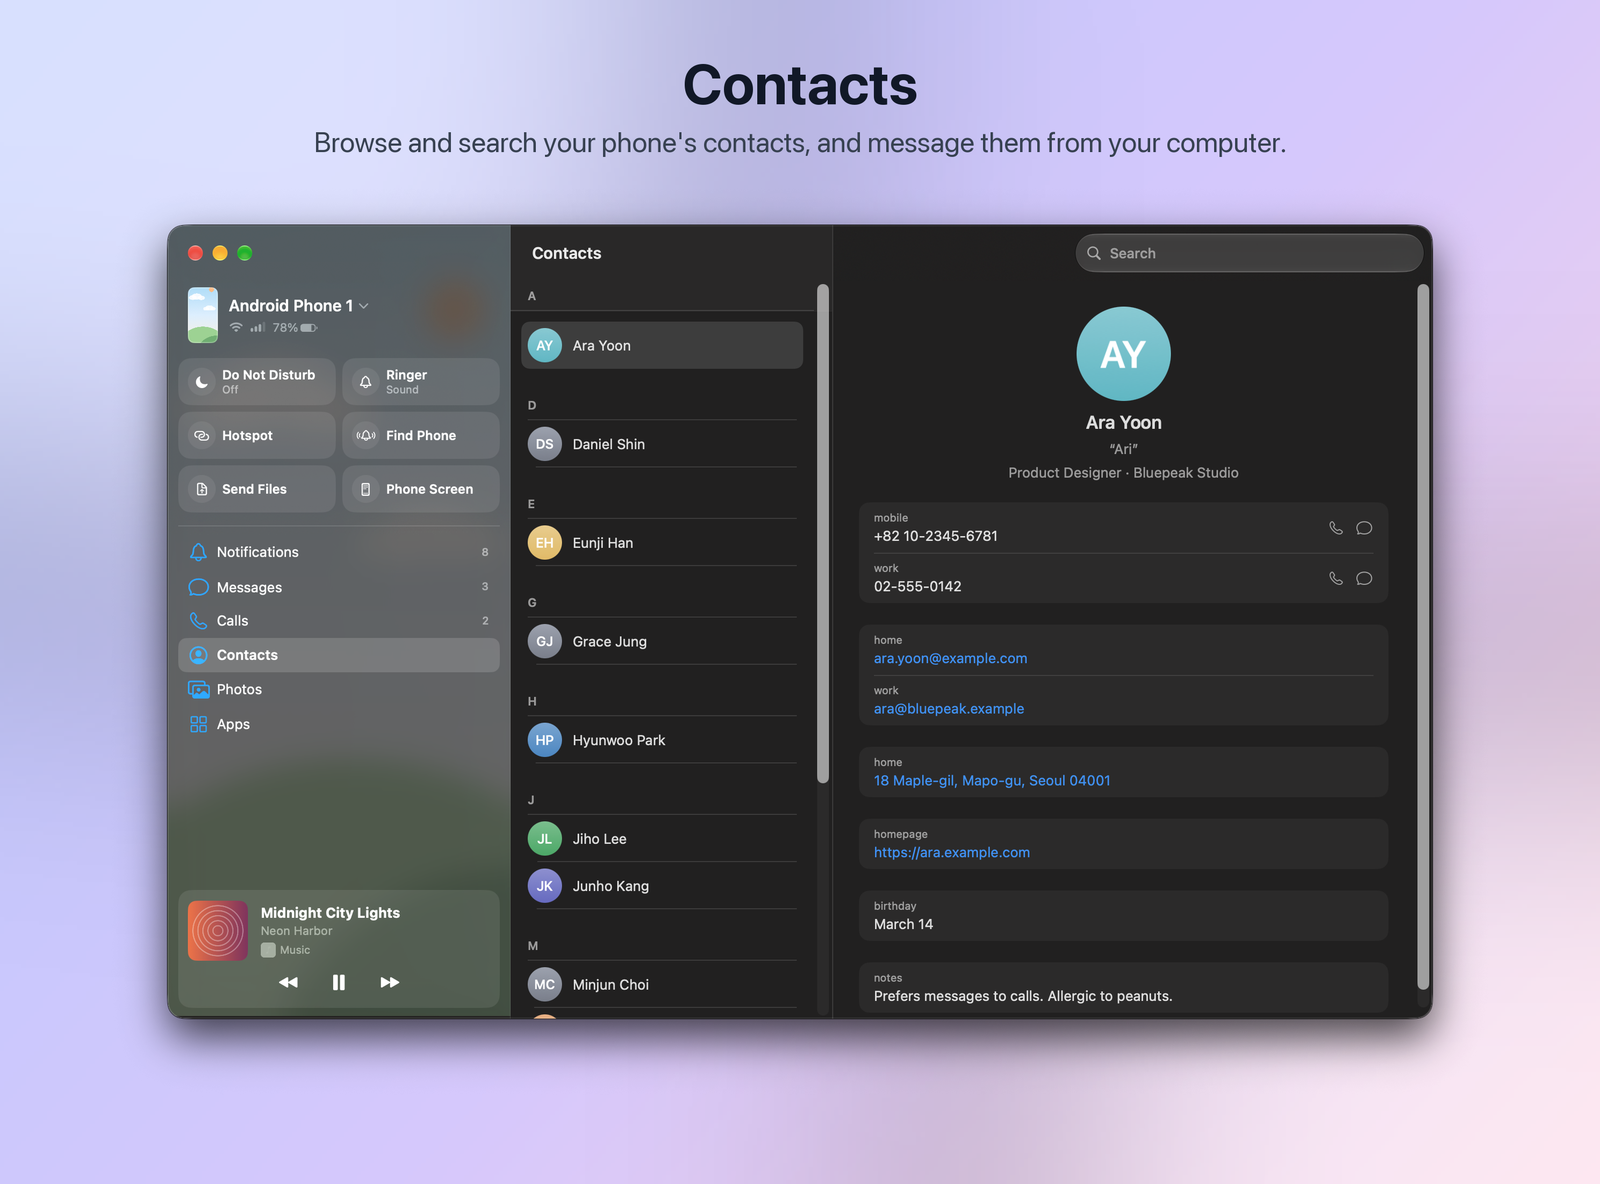 Contacts
Browse and search your phone's contacts, and message them from your computer.
Android Phone 1
78%
Do Not Disturb
Off
Ringer
Sound
Hotspot
Find Phone
Send Files
Phone Screen
Notifications
8
Messages
3
Calls
2
Contacts
Photos
Apps
Midnight City Lights
Neon Harbor
Music
Contacts
A
AY
Ara Yoon
D
DS
Daniel Shin
E
EH
Eunji Han
G
GJ
Grace Jung
H
HP
Hyunwoo Park
J
JL
Jiho Lee
JK
Junho Kang
M
MC
Minjun Choi
Search
AY
Ara Yoon
“Ari”
Product Designer · Bluepeak Studio
mobile
+82 10-2345-6781
work
02-555-0142
home
ara.yoon@example.com
work
ara@bluepeak.example
home
18 Maple-gil, Mapo-gu, Seoul 04001
homepage
https://ara.example.com
birthday
March 14
notes
Prefers messages to calls. Allergic to peanuts.